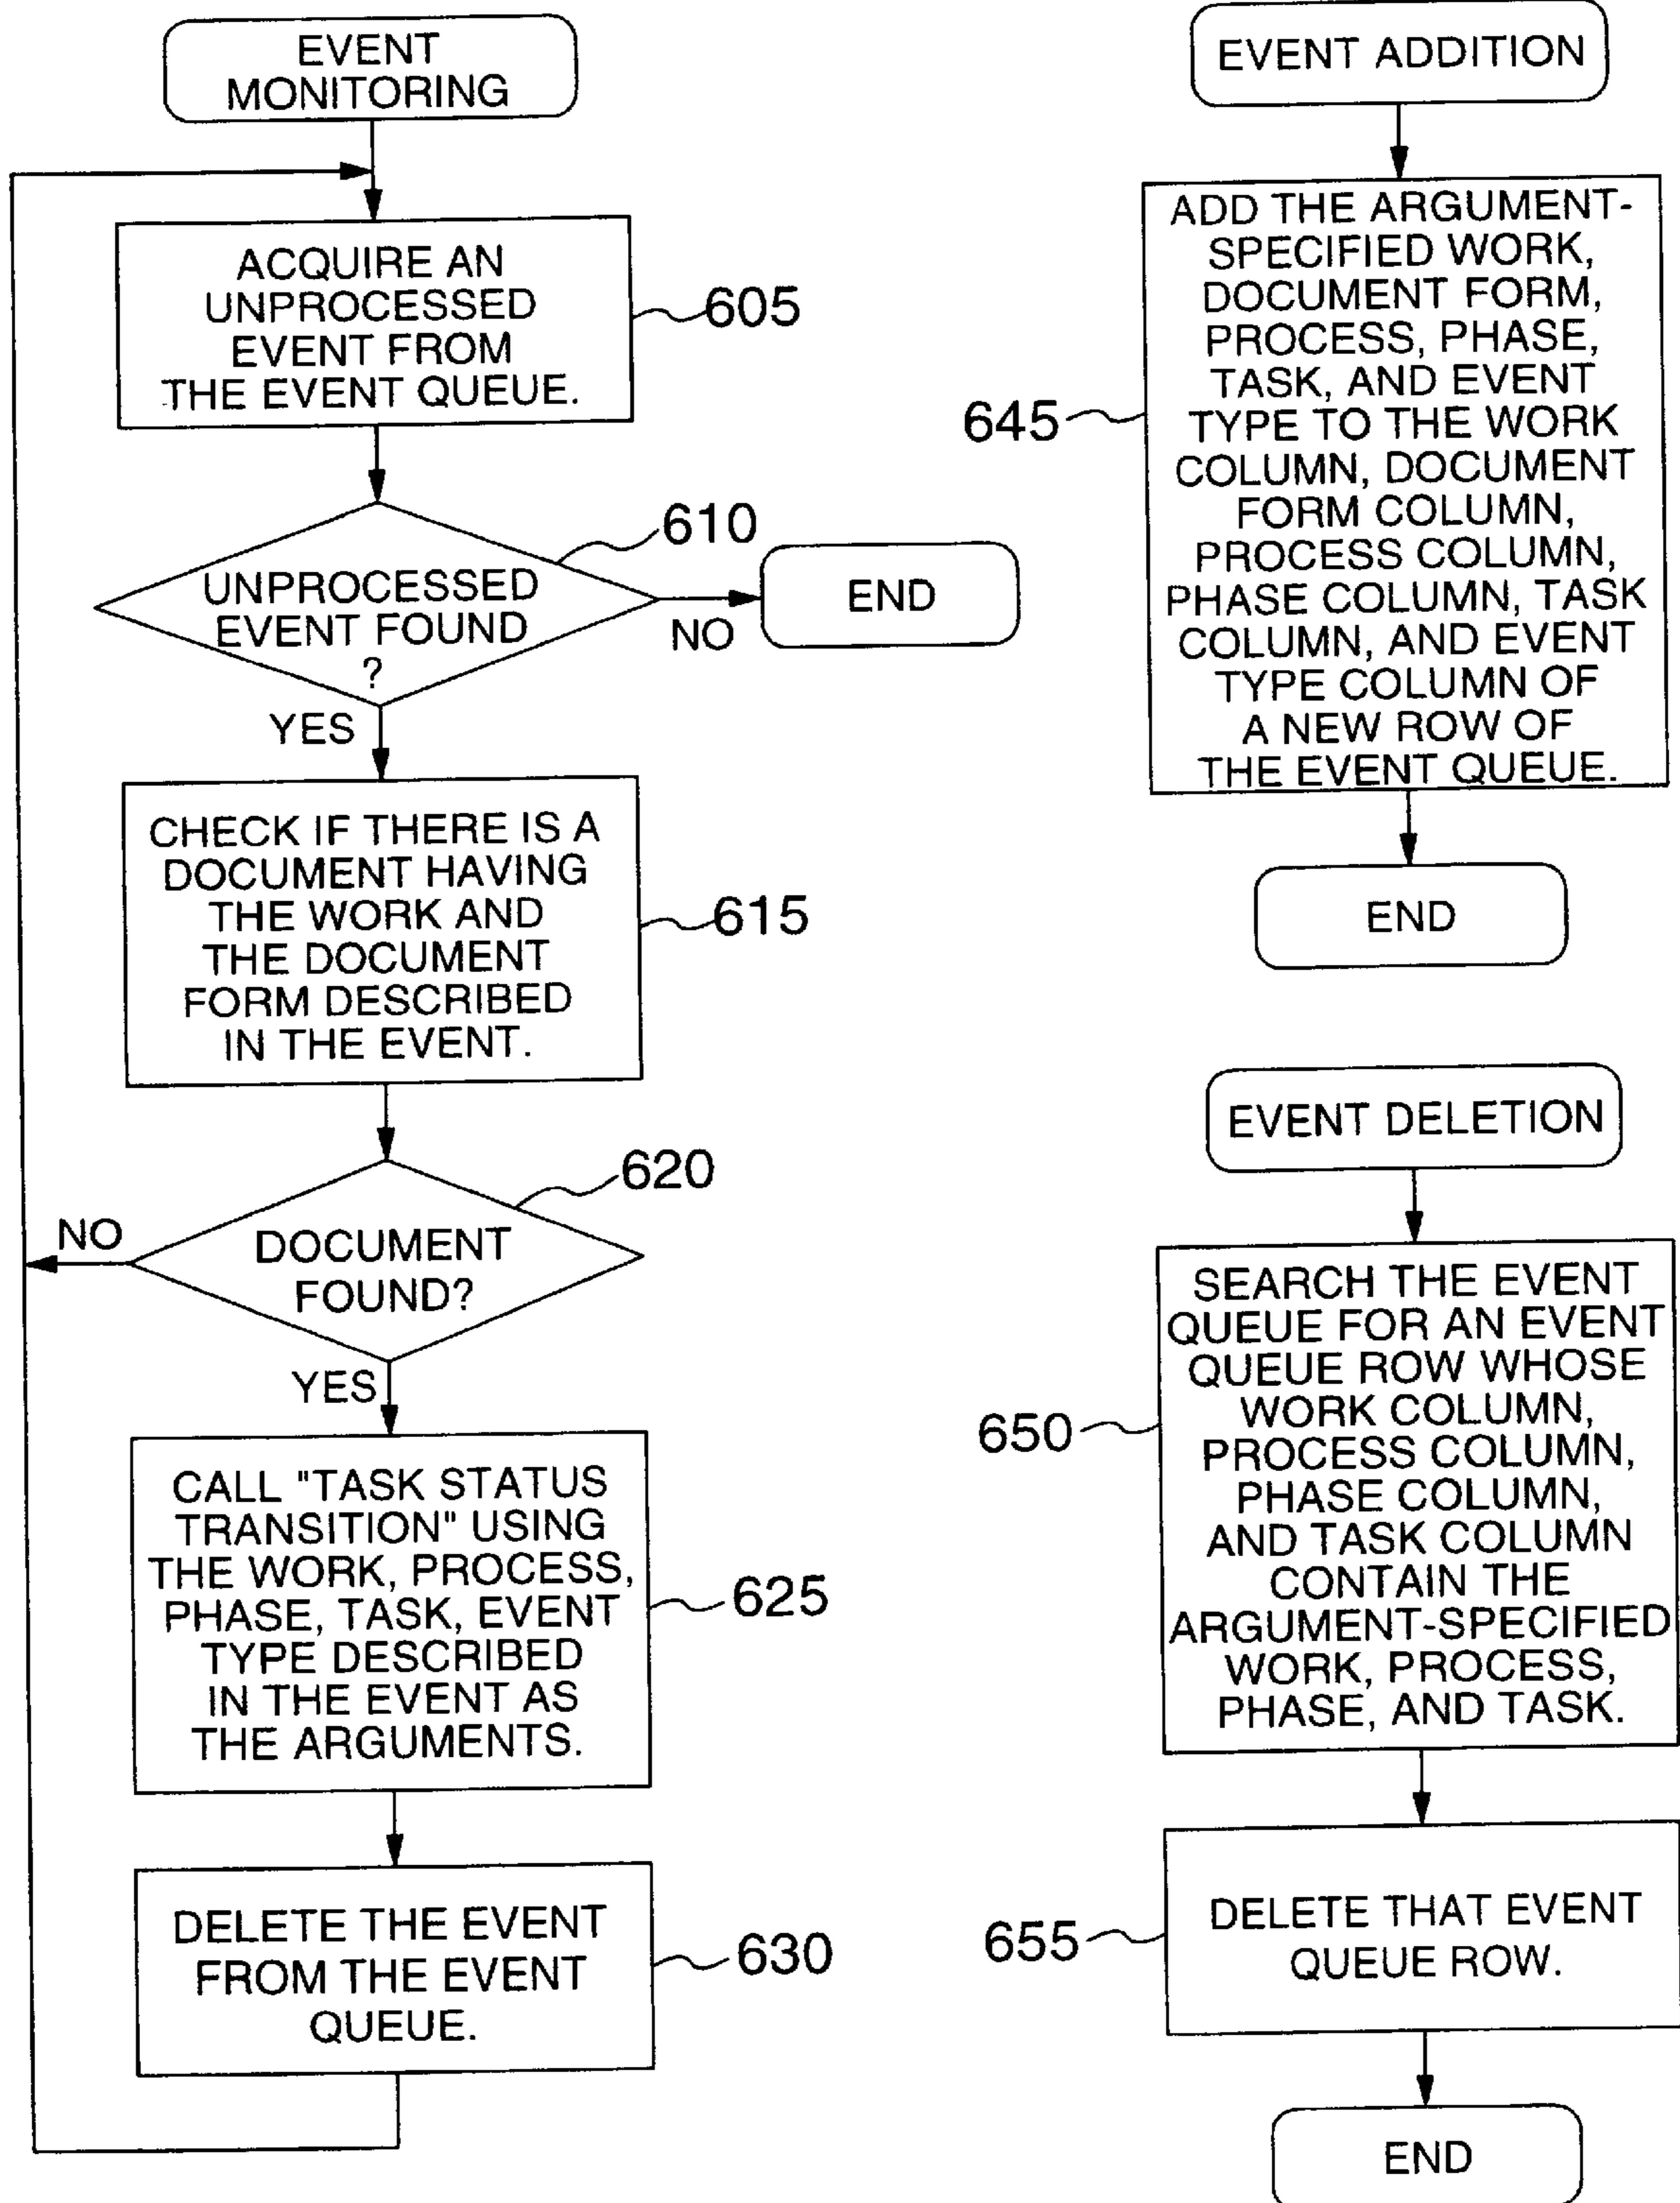 EVENT
MONITORING
ACQUIRE AN
UNPROCESSED
EVENT FROM
THE EVENT QUEUE.
605
610
UNPROCESSED
EVENT FOUND
?
NO
END
YES
CHECK IF THERE IS A
DOCUMENT HAVING
THE WORK AND
THE DOCUMENT
FORM DESCRIBED
IN THE EVENT.
615
620
NO
DOCUMENT
FOUND?
YES
CALL "TASK STATUS
TRANSITION" USING
THE WORK, PROCESS,
PHASE, TASK, EVENT
TYPE DESCRIBED
IN THE EVENT AS
THE ARGUMENTS.
625
DELETE THE EVENT
FROM THE EVENT
QUEUE.
630
EVENT ADDITION
ADD THE ARGUMENT-
SPECIFIED WORK,
DOCUMENT FORM,
PROCESS, PHASE,
TASK, AND EVENT
TYPE TO THE WORK
COLUMN, DOCUMENT
FORM COLUMN,
PROCESS COLUMN,
PHASE COLUMN, TASK
COLUMN, AND EVENT
TYPE COLUMN OF
A NEW ROW OF
THE EVENT QUEUE.
645
END
EVENT DELETION
SEARCH THE EVENT
QUEUE FOR AN EVENT
QUEUE ROW WHOSE
WORK COLUMN,
PROCESS COLUMN,
PHASE COLUMN,
AND TASK COLUMN
CONTAIN THE
ARGUMENT-SPECIFIED
WORK, PROCESS,
PHASE, AND TASK.
650
DELETE THAT EVENT
QUEUE ROW.
655
END